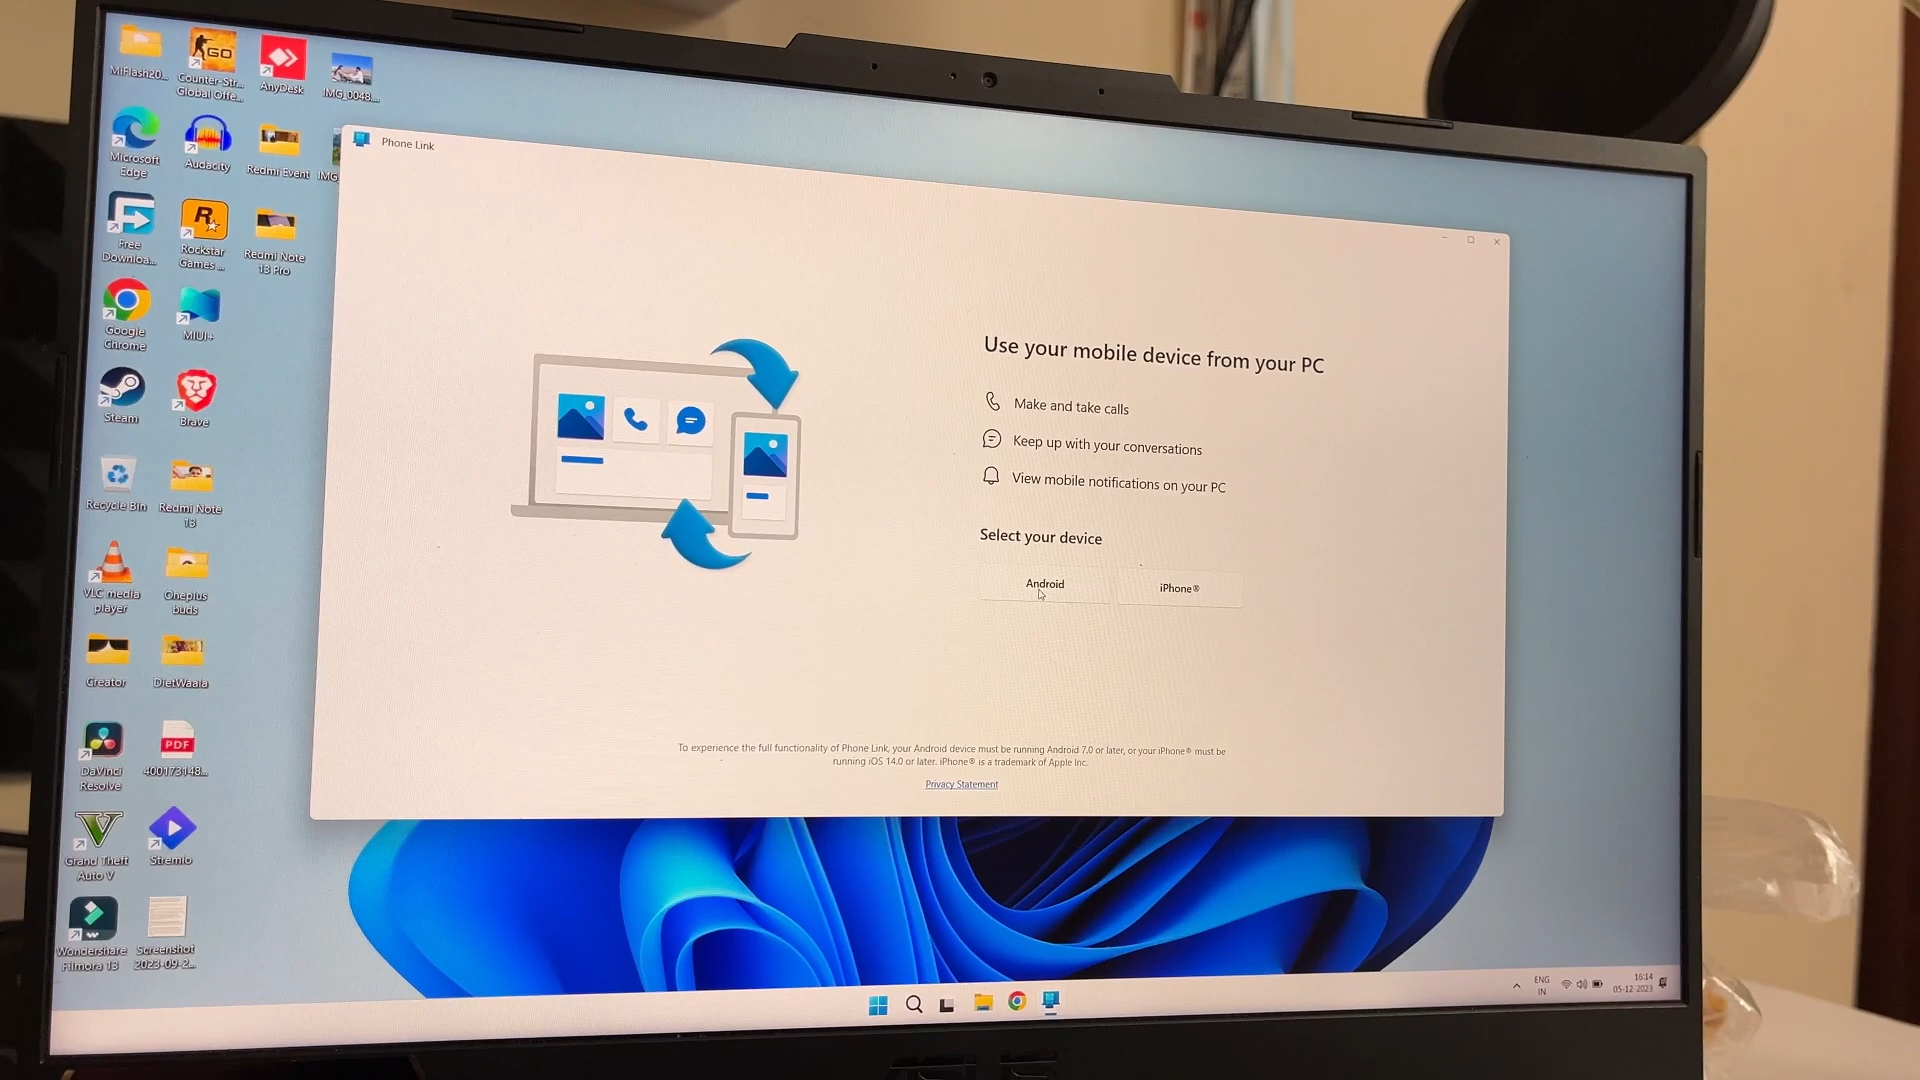 MiFlash20...
GO
Counter-Str...
Global Offe...
AnyDesk
IMG_0048...
Microsoft
Edge
Audacity
Redmi Event
IMG_
Free
Downloa...
R
Rockstar
Games ...
Redmi Note
13 Pro
Google
Chrome
MIUI+
Steam
Brave
Recycle Bin
Redmi Note
13
VLC media
player
Oneplus
buds
Creator
DietWaala
DaVinci
Resolve
PDF
400173148...
V
Grand Theft
Auto V
Stremio
Wondershare
Filmora 13
Screenshot
2023-09-2...
Phone Link
Use your mobile device from your PC
Make and take calls
Keep up with your conversations
View mobile notifications on your PC
Select your device
Android
iPhone®
To experience the full functionality of Phone Link, your Android device must be running Android 7.0 or later, or your iPhone® must be
running iOS 14.0 or later. iPhone® is a trademark of Apple Inc.
Privacy Statement
ENG
IN
16:14
05-12-2023